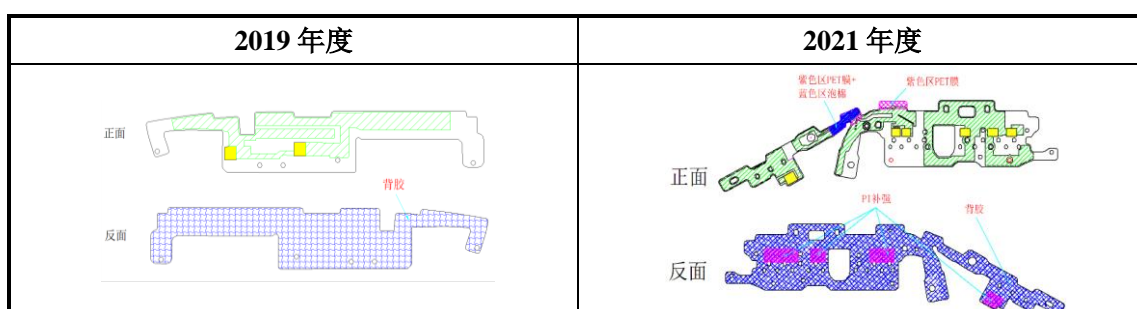 2019 年度
2021 年度
正面
背胶
反面
紫色区PET膜+
蓝色区泡棉
紫色区PET膜
正面
PI补强
背胶
反面